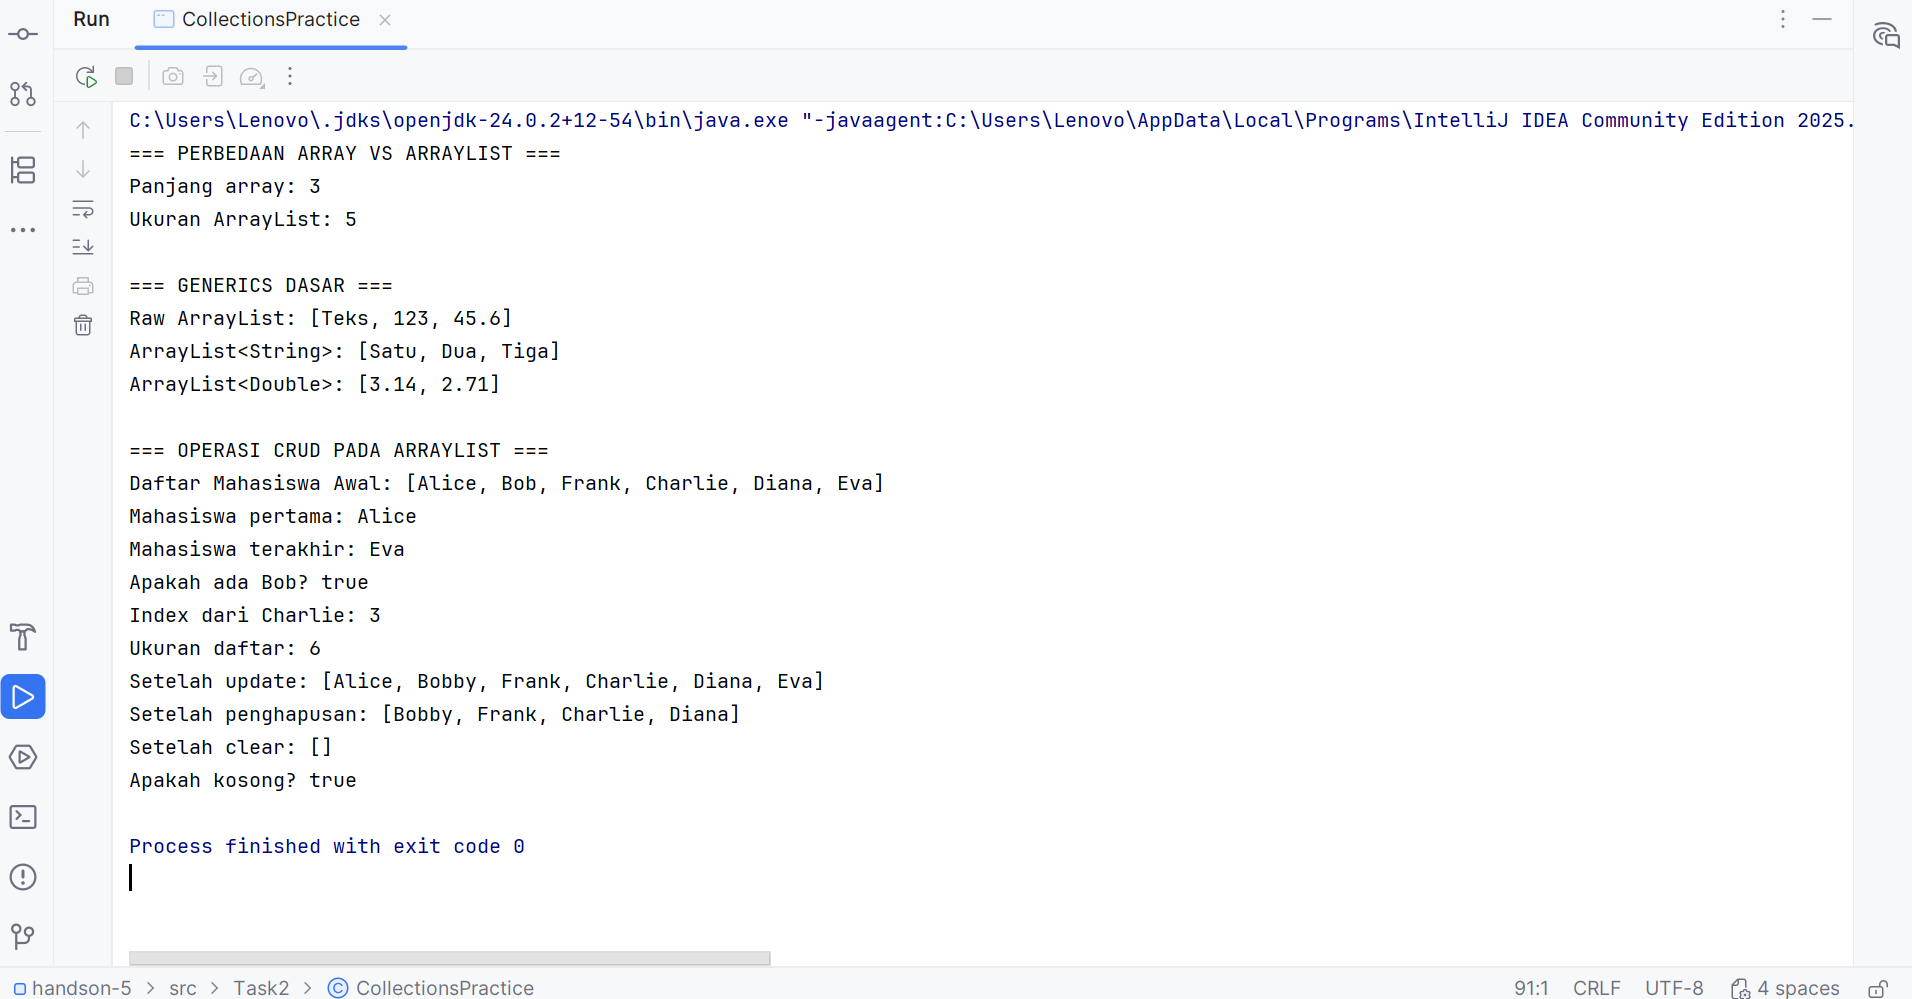 Run CollectionsPractice
C:\Users\Lenovo\.jdks\openjdk-24.0.2+12-54\bin\java.exe "-javaagent:C:\Users\Lenovo\AppData\Local\Programs\IntelliJ IDEA Community Edition 2025.
=== PERBEDAAN ARRAY VS ARRAYLIST ===
Panjang array: 3
Ukuran ArrayList: 5
=== GENERICS DASAR ===
Raw ArrayList: [Teks, 123, 45.6]
ArrayList<String>: [Satu, Dua, Tiga]
ArrayList<Double>: [3.14, 2.71]
=== OPERASI CRUD PADA ARRAYLIST ===
Daftar Mahasiswa Awal: [Alice, Bob, Frank, Charlie, Diana, Eva]
Mahasiswa pertama: Alice
Mahasiswa terakhir: Eva
Apakah ada Bob? true
Index dari Charlie: 3
Ukuran daftar: 6
Setelah update: [Alice, Bobby, Frank, Charlie, Diana, Eva]
Setelah penghapusan: [Bobby, Frank, Charlie, Diana]
Setelah clear: []
Apakah kosong? true
Process finished with exit code 0
handson-5 > src > Task2 > CollectionsPractice 91:1 CRLF UTF-8 4 spaces